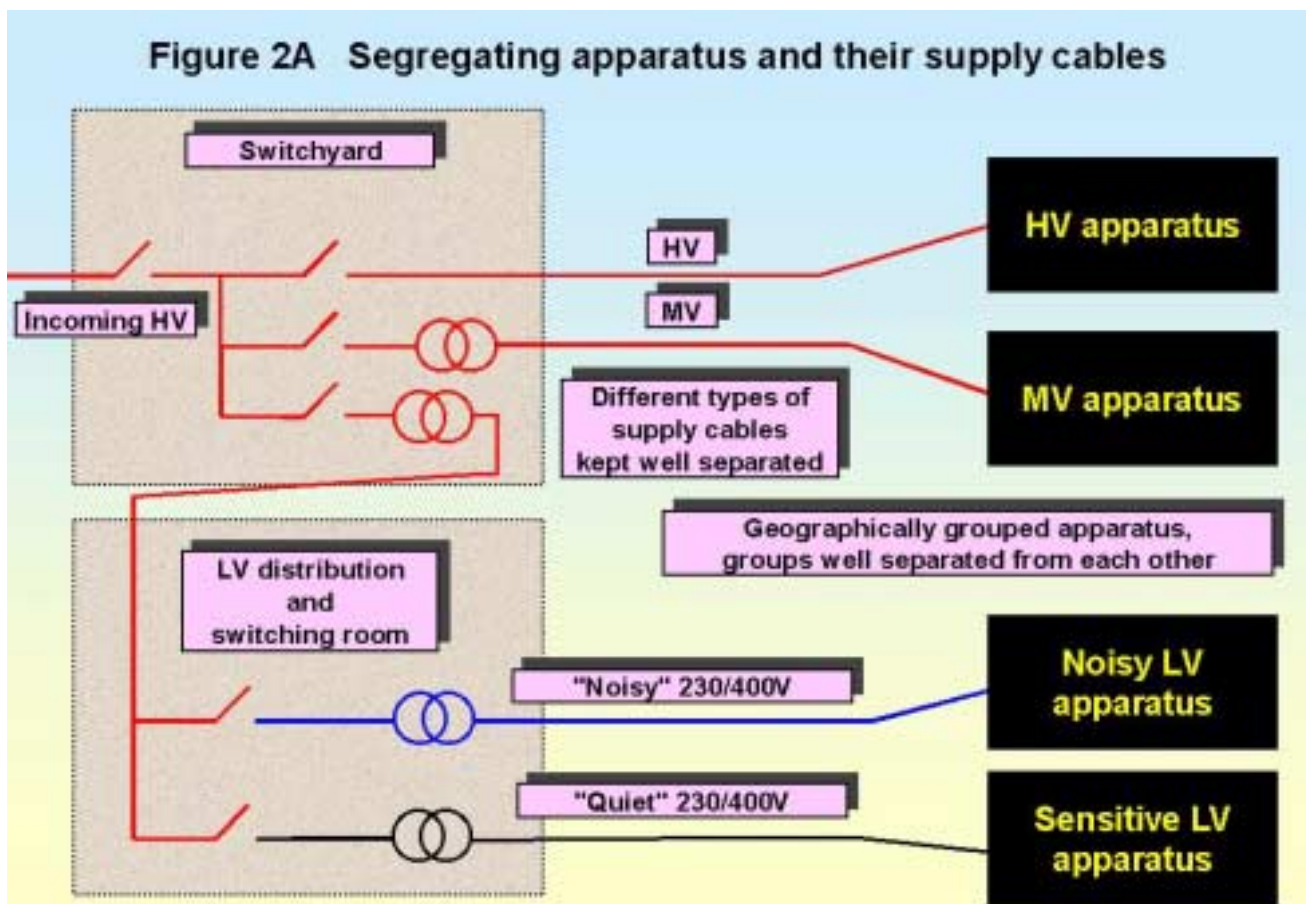 Figure 2A Segregating apparatus and their supply cables
Switchyard
HV
HV apparatus
Incoming HV
MV
Different types of
supply cables
kept well separated
MV apparatus
Geographically grouped apparatus,
groups well separated from each other
LV distribution
and
switching room
"Noisy" 230/400V
Noisy LV
apparatus
"Quiet" 230/400V
Sensitive LV
apparatus